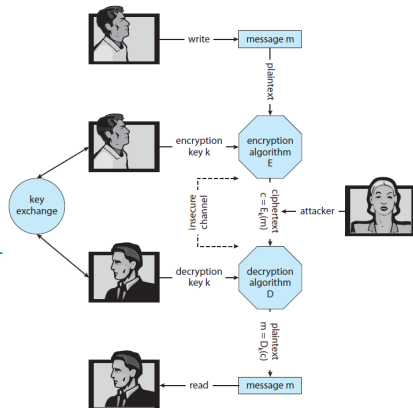 write
message m
plaintext
encryption
key k
encryption
algorithm
E
key
exchange
insecure
channel
ciphertext
c = Eₖ(m)
attacker
decryption
key k
decryption
algorithm
D
plaintext
m = Dₖ(c)
read
message m